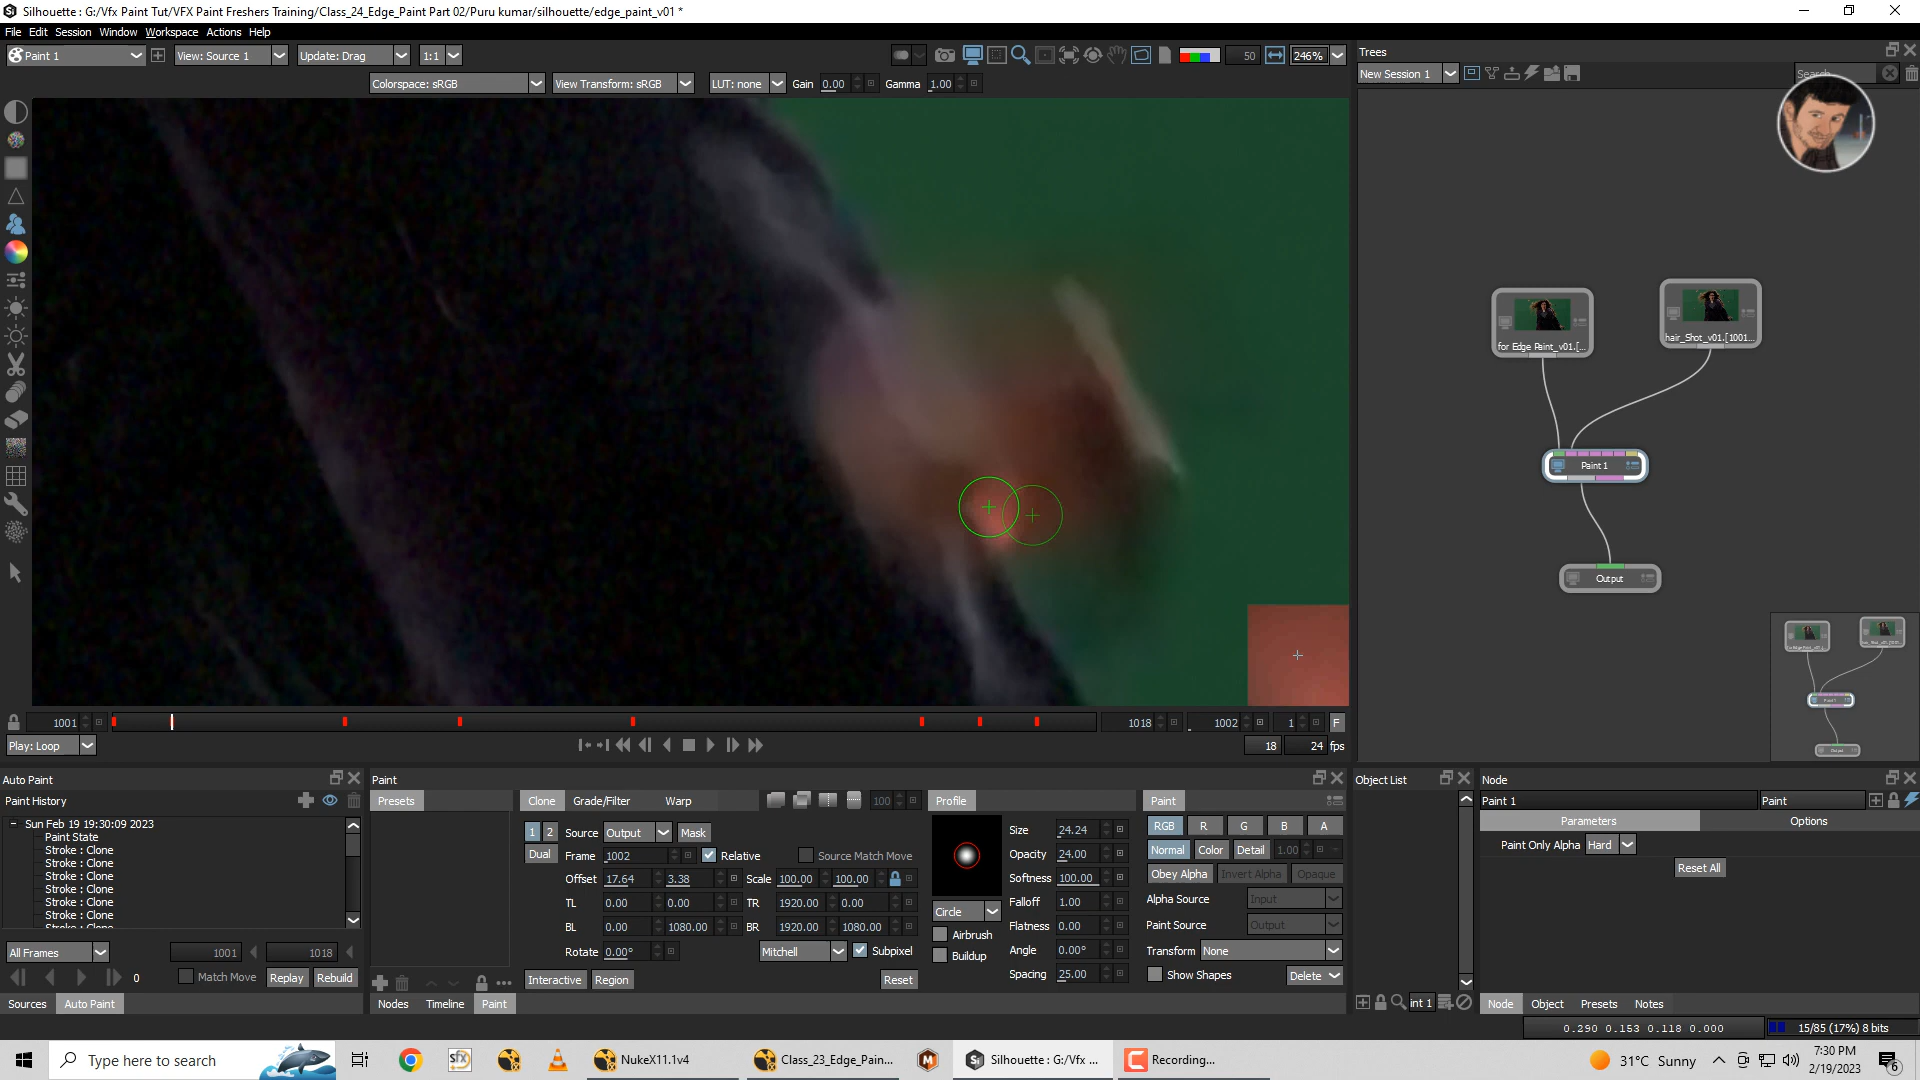 Silhouette : G:/Vfx Paint Tut/VFX Paint Freshers Training/Class_24_Edge_Paint Part 02/Puru kumar/silhouette/edge_paint_v01 *
File Edit Session Window Workspace Actions Help
Paint 1 View: Source 1 Update: Drag 1:1 50 246%
Colorspace: sRGB View Transform: sRGB LUT: none Gain 0.00 Gamma 1.00
Trees
New Session 1 Search
for Edge Paint_v01.[...
hair_Shot_v01.[1001...
Paint 1
Output
1001 1018 1002 1 F
Play: Loop 18 24 fps
Auto Paint
Paint History
Sun Feb 19 19:30:09 2023
Paint State
Stroke : Clone
Stroke : Clone
Stroke : Clone
Stroke : Clone
Stroke : Clone
Stroke : Clone
All Frames 1001 1018
0 Match Move Replay Rebuild
Sources Auto Paint
Paint
Presets
Clone Grade/Filter Warp 100
1 2 Source Output Mask
Dual Frame 1002 Relative Source Match Move
Offset 17.64 3.38 Scale 100.00 100.00
TL 0.00 0.00 TR 1920.00 0.00
BL 0.00 1080.00 BR 1920.00 1080.00
Rotate 0.00° Mitchell Subpixel
Interactive Region Reset
Nodes Timeline Paint
Profile
Circle
Airbrush
Buildup
Size 24.24
Opacity 24.00
Softness 100.00
Falloff 1.00
Flatness 0.00
Angle 0.00°
Spacing 25.00
Paint
RGB R G B A
Normal Color Detail 1.00
Obey Alpha Invert Alpha Opaque
Alpha Source Input
Paint Source Output
Transform None
Show Shapes Delete
Object List
int 1
Node
Paint 1 Paint
Parameters Options
Paint Only Alpha Hard
Reset All
Node Object Presets Notes
0.290 0.153 0.118 0.000 15/85 (17%) 8 bits
Type here to search
NukeX11.1v4
Class_23_Edge_Pain...
Silhouette : G:/Vfx ...
Recording...
31°C Sunny
7:30 PM
2/19/2023
6